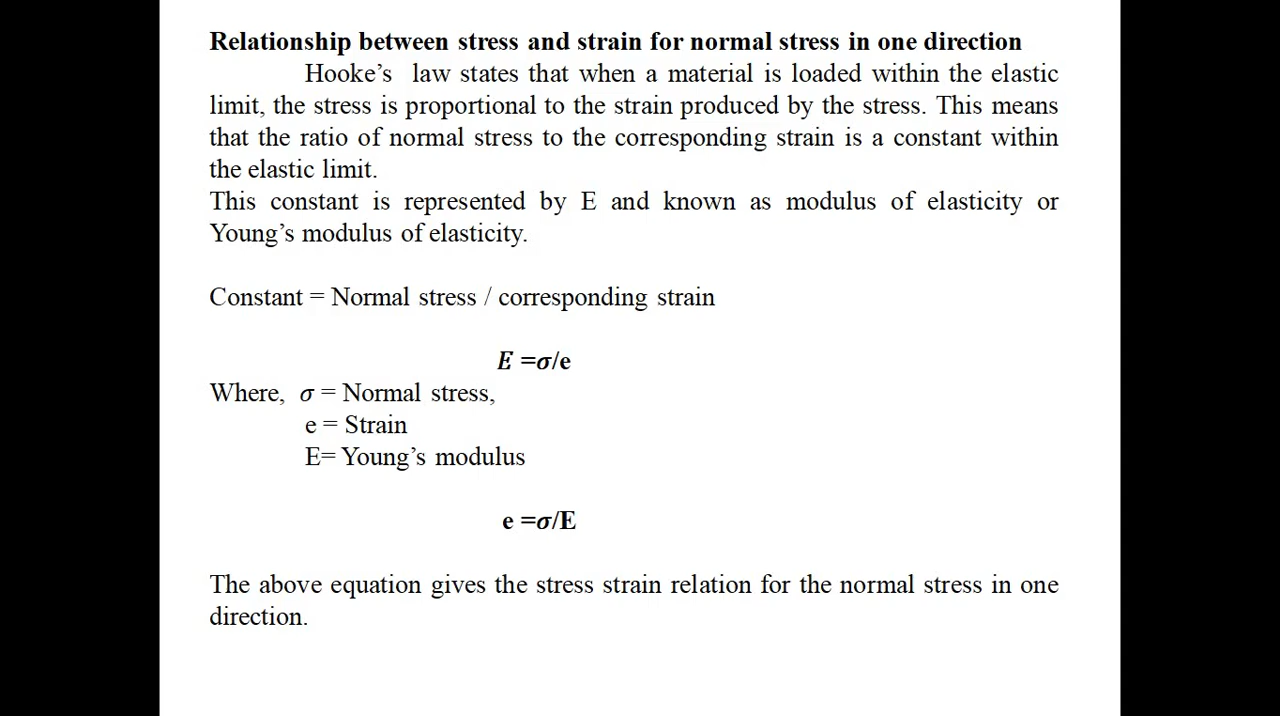 Relationship between stress and strain for normal stress in one direction
Hooke’s law states that when a material is loaded within the elastic
limit, the stress is proportional to the strain produced by the stress. This means
that the ratio of normal stress to the corresponding strain is a constant within
the elastic limit.
This constant is represented by E and known as modulus of elasticity or
Young’s modulus of elasticity.
Constant = Normal stress / corresponding strain
E =σ/e
Where, σ = Normal stress,
e = Strain
E= Young’s modulus
e =σ/E
The above equation gives the stress strain relation for the normal stress in one
direction.